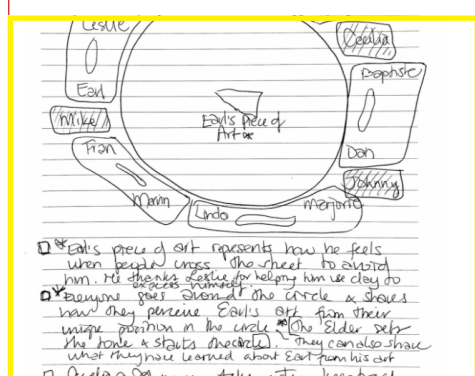 Leslie
Cecilia
Baptiste
Earl
Mike
Earl's Piece of
Art
Fran
Dan
Johnny
Linda
Marjorie
Earl's piece of art represents how he feels
when people cross the street to avoid
him. He thanks Leslie for helping him use clay to
express himself.
Everyone goes around the circle & shares
how they perceive Earl's art from their
unique position in the circle * The Elder sets
the tone & starts the circle. They can also share
what they have learned about Earl from his art